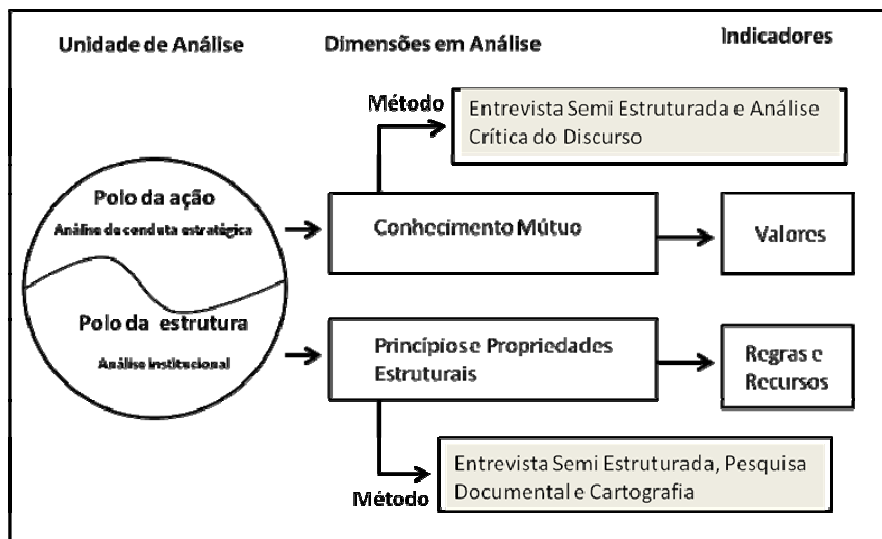 Unidade de Análise
Dimensões em Análise
Indicadores
Método
Entrevista Semi Estruturada e Análise
Crítica do Discurso
Polo da ação
Análise de conduta estratégica
Conhecimento Mútuo
Valores
Polo da estrutura
Análise institucional
Princípios e Propriedades
Estruturais
Regras e
Recursos
Método
Entrevista Semi Estruturada, Pesquisa
Documental e Cartografia